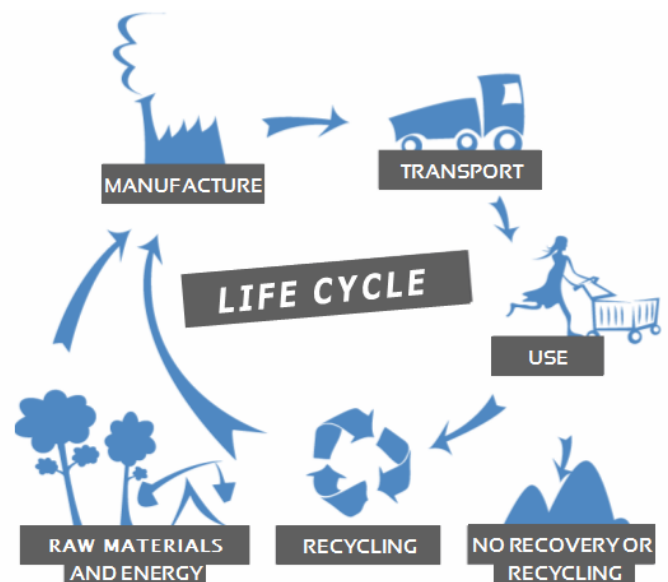 MANUFACTURE
TRANSPORT
LIFE CYCLE
USE
RAW MATERIALS
AND ENERGY
RECYCLING
NO RECOVERY OR
RECYCLING